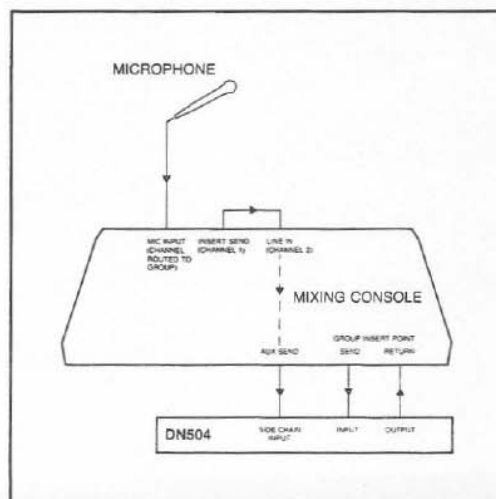 MICROPHONE
MIC INPUT
(CHANNEL
ROUTED TO
GROUP)
INSERT SEND
(CHANNEL 1)
LINE IN
(CHANNEL 2)
MIXING CONSOLE
AUX SEND
GROUP INSERT POINT
SEND
RETURN
DN504
SIDE CHAIN
INPUT
INPUT
OUTPUT